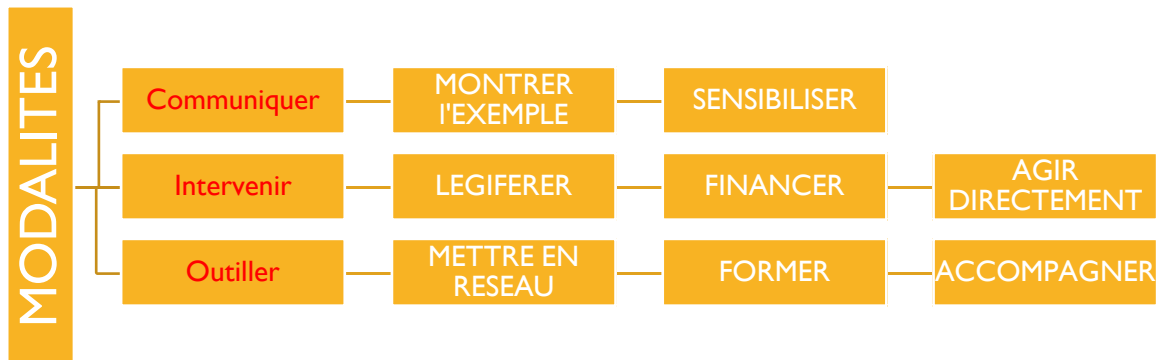 MODALITES
Communiquer
MONTRER
l'EXEMPLE
SENSIBILISER
Intervenir
LEGIFERER
FINANCER
AGIR
DIRECTEMENT
Outiller
METTRE EN
RESEAU
FORMER
ACCOMPAGNER